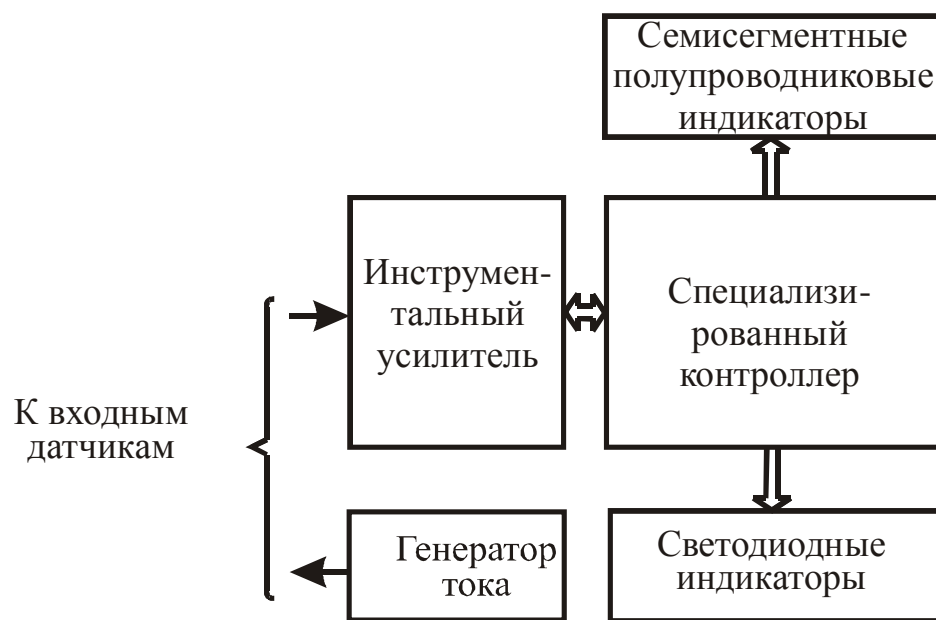 Семисегментные
полупроводниковые
индикаторы
Инструмен-
тальный
усилитель
Специализи-
рованный
контроллер
К входным
датчикам
Генератор
тока
Светодиодные
индикаторы